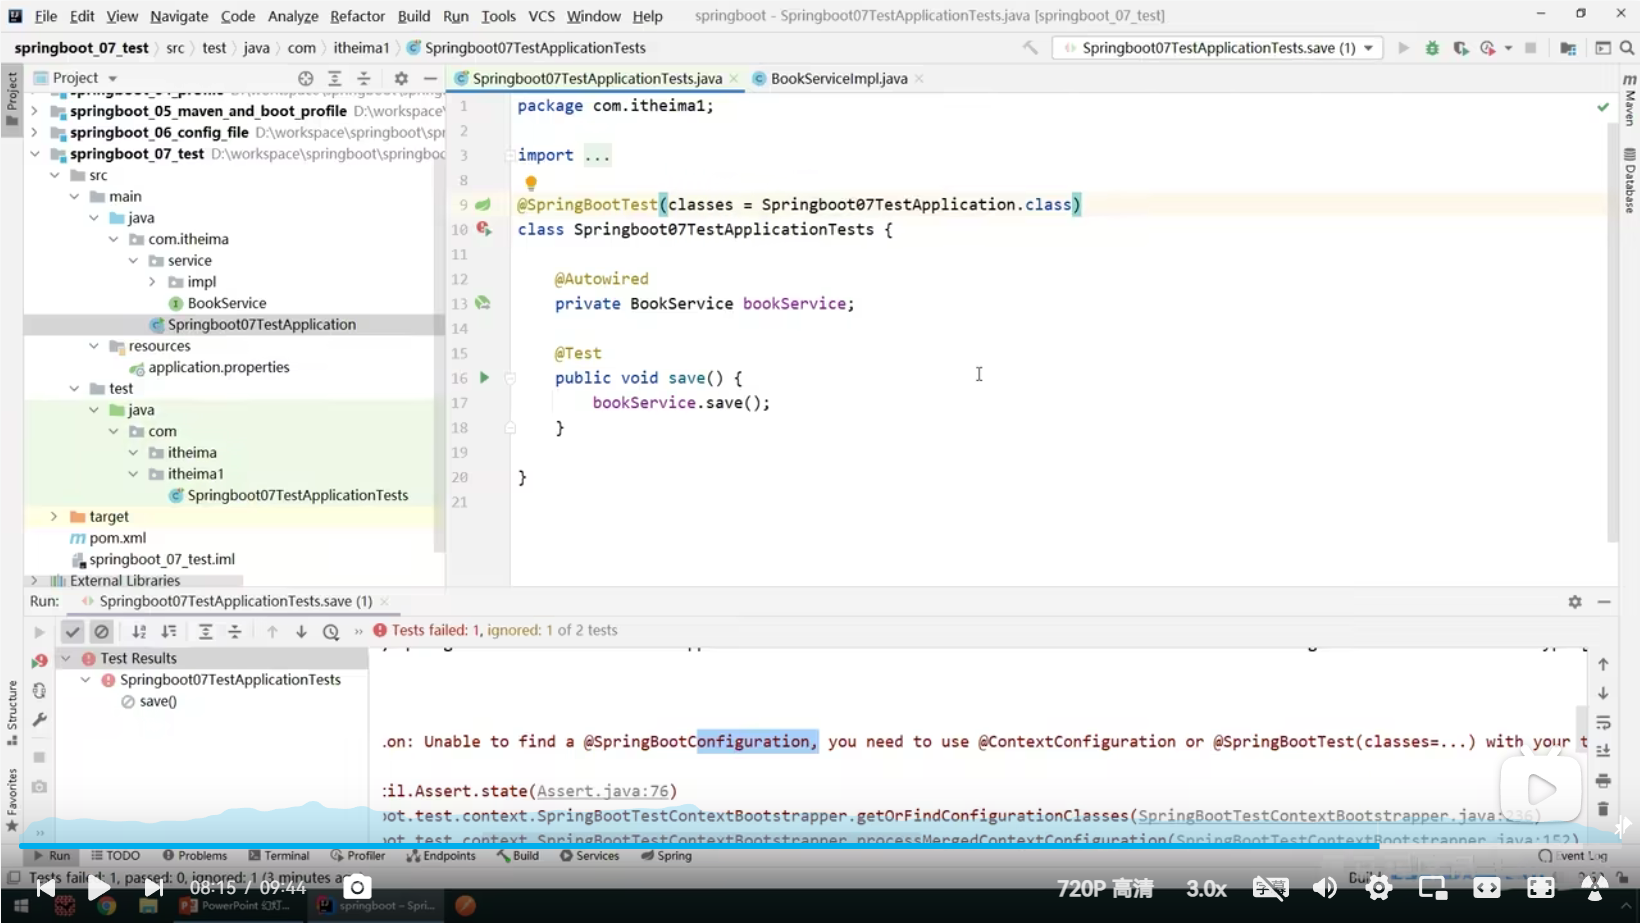 File Edit View Navigate Code Analyze Refactor Build Run Tools VCS Window Help springboot - Springboot07TestApplicationTests.java [springboot_07_test]
springboot_07_test src test java com itheima1 Springboot07TestApplicationTests Springboot07TestApplicationTests.save (1)
Project
Springboot07TestApplicationTests.java BookServiceImpl.java
springboot_05_maven_and_boot_profile D:\workspace
springboot_06_config_file D:\workspace\springboot\spr
springboot_07_test D:\workspace\springboot\springboo
src
main
java
com.itheima
service
impl
BookService
Springboot07TestApplication
resources
application.properties
test
java
com
itheima
itheima1
Springboot07TestApplicationTests
target
pom.xml
springboot_07_test.iml
External Libraries
1 package com.itheima1;
2
3 import ...
8
9 @SpringBootTest(classes = Springboot07TestApplication.class)
10 class Springboot07TestApplicationTests {
11
12 @Autowired
13 private BookService bookService;
14
15 @Test
16 public void save() {
17 bookService.save();
18 }
19
20 }
21
Project
Structure
Favorites
Maven
Database
Run: Springboot07TestApplicationTests.save (1)
Tests failed: 1, ignored: 1 of 2 tests
Test Results
Springboot07TestApplicationTests
save()
.on: Unable to find a @SpringBootConfiguration, you need to use @ContextConfiguration or @SpringBootTest(classes=...) with your t
il.Assert.state(Assert.java:76)
ot.test.context.SpringBootTestContextBootstrapper.getOrFindConfigurationClasses(SpringBootTestContextBootstrapper.java:236)
ot.test.context.SpringBootTestContextBootstrapper.processMergedContextConfiguration(SpringBootTestContextBootstrapper.java:152)
Run TODO Problems Terminal Profiler Endpoints Build Services Spring Event Log
Tests failed: 1, passed: 0, ignored: 1 (3 minutes
08:15 / 09:44 720P 高清 3.0x 字幕
PowerPoint 幻灯... springboot – Spri...